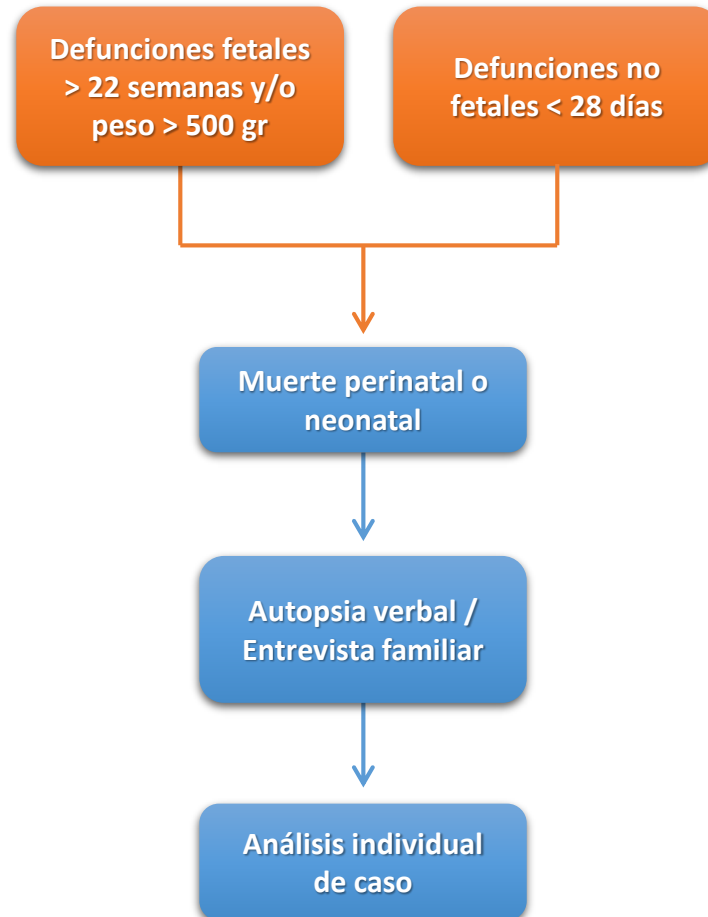 Defunciones fetales
> 22 semanas y/o
peso > 500 gr
Defunciones no
fetales < 28 días
Muerte perinatal o
neonatal
Autopsia verbal /
Entrevista familiar
Análisis individual
de caso